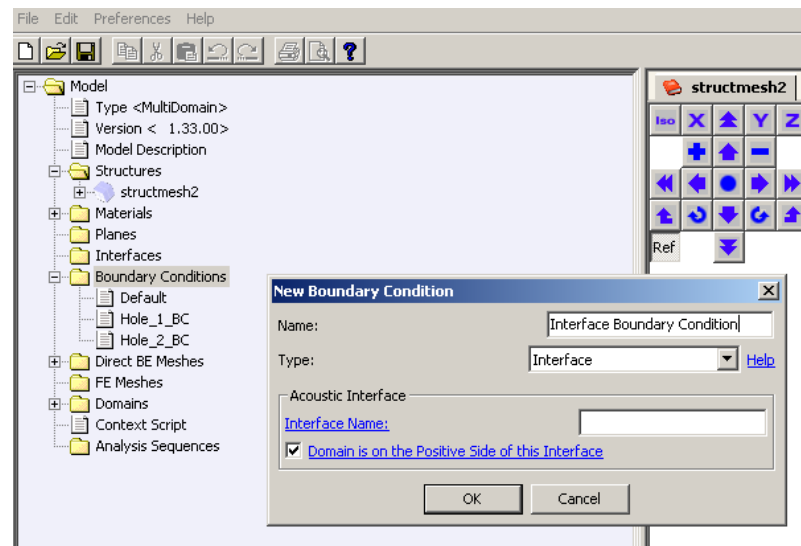 File Edit Preferences Help
Model
Type <MultiDomain>
Version < 1.33.00>
Model Description
Structures
structmesh2
Materials
Planes
Interfaces
Boundary Conditions
Default
Hole_1_BC
Hole_2_BC
Direct BE Meshes
FE Meshes
Domains
Context Script
Analysis Sequences
structmesh2
Iso X Y Z
Ref
New Boundary Condition
Name: Interface Boundary Condition
Type: Interface Help
Acoustic Interface
Interface Name:
Domain is on the Positive Side of this Interface
OK Cancel